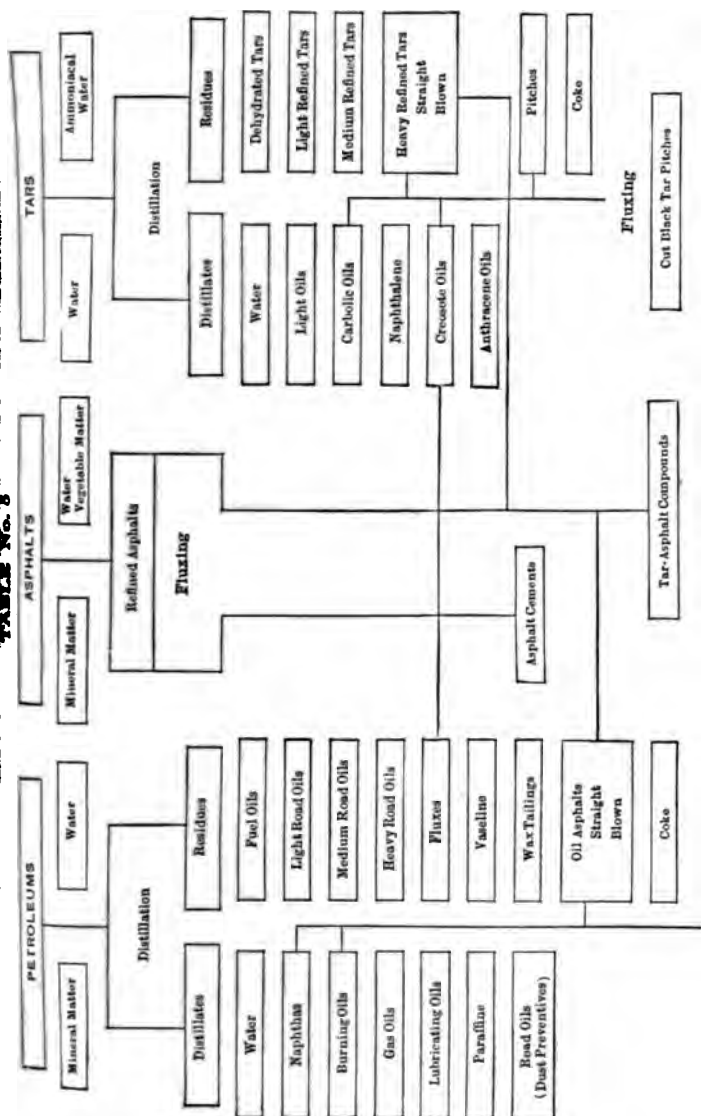 TABLE No. 8
PETROLEUMS
Mineral Matter
Water
Distillation
Distillates
Water
Naphthas
Burning Oils
Gas Oils
Lubricating Oils
Paraffine
Road Oils
(Dust Preventives)
Residues
Fuel Oils
Light Road Oils
Medium Road Oils
Heavy Road Oils
Fluxes
Vaseline
Wax Tailings
Oil Asphalts
Straight
Blown
Coke
ASPHALTS
Mineral Matter
Water
Vegetable Matter
Refined Asphalts
Fluxing
Asphalt Cements
Tar-Asphalt Compounds
TARS
Water
Ammoniacal
Water
Distillation
Distillates
Water
Light Oils
Carbolic Oils
Naphthalene
Creosote Oils
Anthracene Oils
Residues
Dehydrated Tars
Light Refined Tars
Medium Refined Tars
Heavy Refined Tars
Straight
Blown
Pitches
Coke
Fluxing
Cut Black Tar Pitches